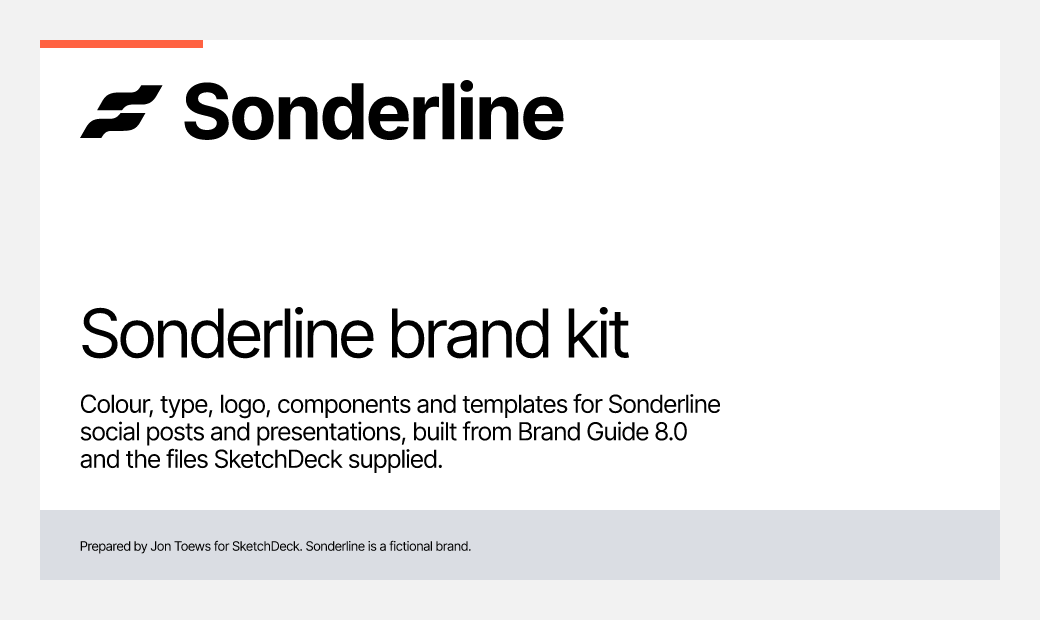 Sonderline
Sonderline brand kit
Colour, type, logo, components and templates for Sonderline
social posts and presentations, built from Brand Guide 8.0
and the files SketchDeck supplied.
Prepared by Jon Toews for SketchDeck. Sonderline is a fictional brand.